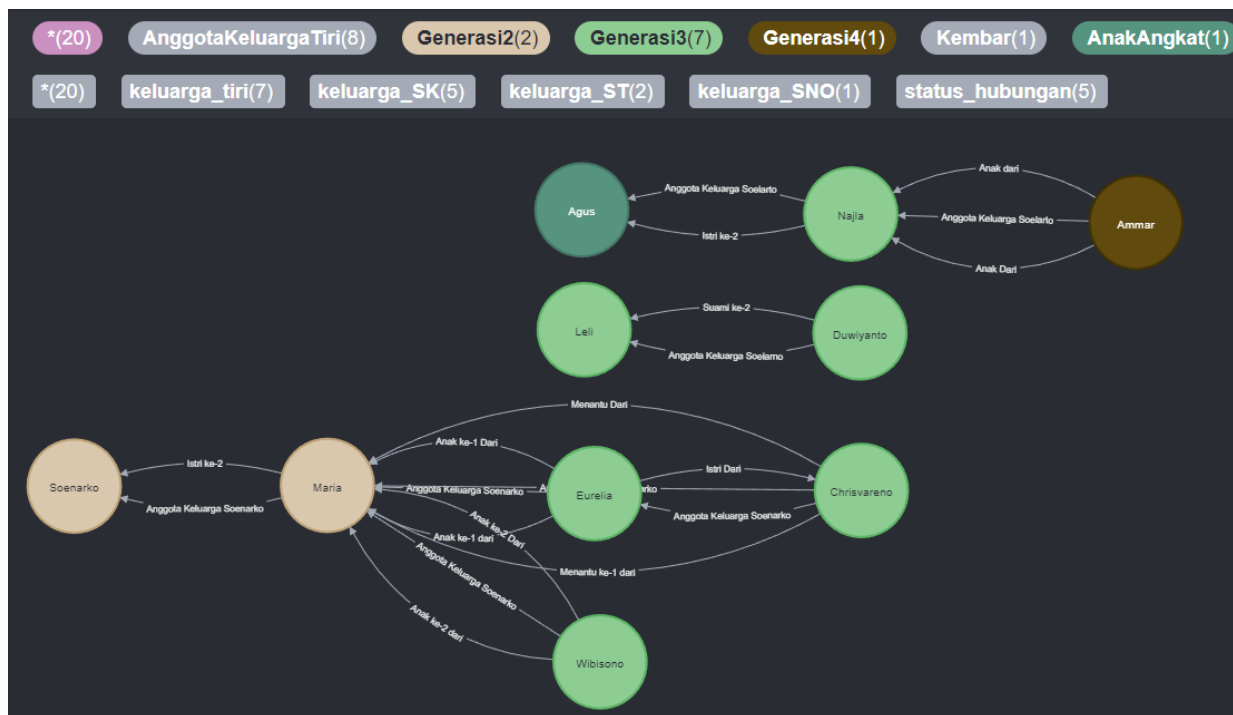 *(20) AnggotaKeluargaTiri(8) Generasi2(2) Generasi3(7) Generasi4(1) Kembar(1) AnakAngkat(1)
*(20) keluarga_tiri(7) keluarga_SK(5) keluarga_ST(2) keluarga_SNO(1) status_hubungan(5)
Anak dari
Anggota Keluarga Soelarto
Agus
Najla
Anggota Keluarga Soelarto
Ammar
Istri ke-2
Anak Dari
Suami ke-2
Leli
Duwiyanto
Anggota Keluarga Soelarno
Menantu Dari
Anak ke-1 Dari
Istri ke-2
Istri Dari
Soenarko
Maria
Anggota Keluarga Soenarko
Eurelia
Chrisvareno
Anggota Keluarga Soenarko
Anggota Keluarga Soenarko
Anak ke-2 Dari
Anak ke-1 dari
Anggota Keluarga Soenarko
Menantu ke-1 dari
Anak ke-2 dari
Wibisono